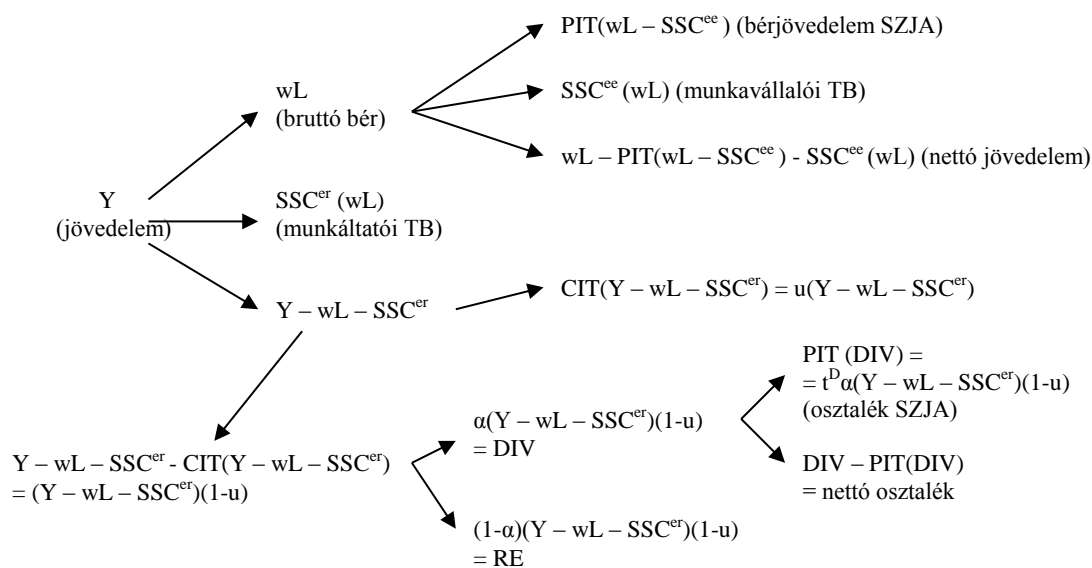 PIT(wL – SSC^ee) (bérjövedelem SZJA)
wL
(bruttó bér)
SSC^ee (wL) (munkavállalói TB)
wL – PIT(wL – SSC^ee) - SSC^ee (wL) (nettó jövedelem)
Y
(jövedelem)
SSC^er (wL)
(munkáltatói TB)
Y – wL – SSC^er
CIT(Y – wL – SSC^er) = u(Y – wL – SSC^er)
Y – wL – SSC^er - CIT(Y – wL – SSC^er)
= (Y – wL – SSC^er)(1-u)
α(Y – wL – SSC^er)(1-u)
= DIV
(1-α)(Y – wL – SSC^er)(1-u)
= RE
PIT (DIV) =
= t^Dα(Y – wL – SSC^er)(1-u)
(osztalék SZJA)
DIV – PIT(DIV)
= nettó osztalék